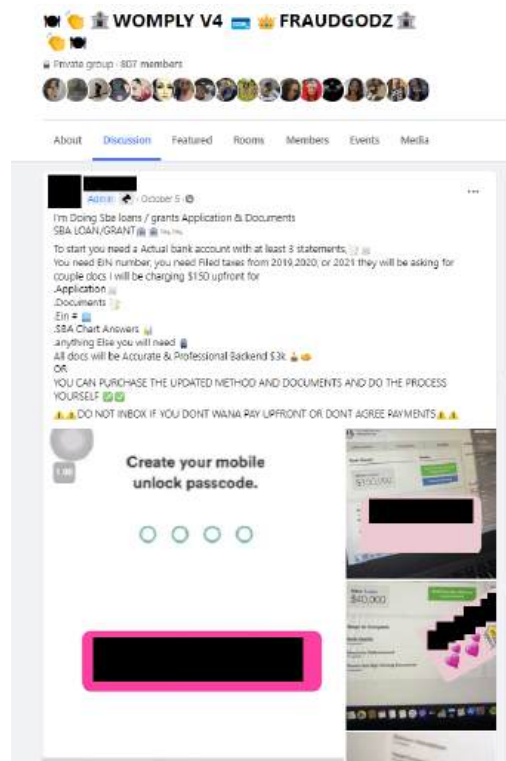 WOMPLY V4 FRAUDGODZ
Private group · 807 members
About Discussion Featured Rooms Members Events Media
Admin · October 5 ·
I'm Doing Sba loans / grants Application & Documents
SBA LOAN/GRANT
To start you need a Actual bank account with at least 3 statements,
You need EIN number, you need Filed taxes from 2019,2020, or 2021 they will be asking for
couple docs I will be charging $150 upfront for
.Application
.Documents
.Ein #
.SBA Chart Answers
.anything Else you will need
All docs will be Accurate & Professional Backend $3k
OR
YOU CAN PURCHASE THE UPDATED METHOD AND DOCUMENTS AND DO THE PROCESS
YOURSELF
DO NOT INBOX IF YOU DONT WANA PAY UPFRONT OR DONT AGREE PAYMENTS
Create your mobile
unlock passcode.
$40,000